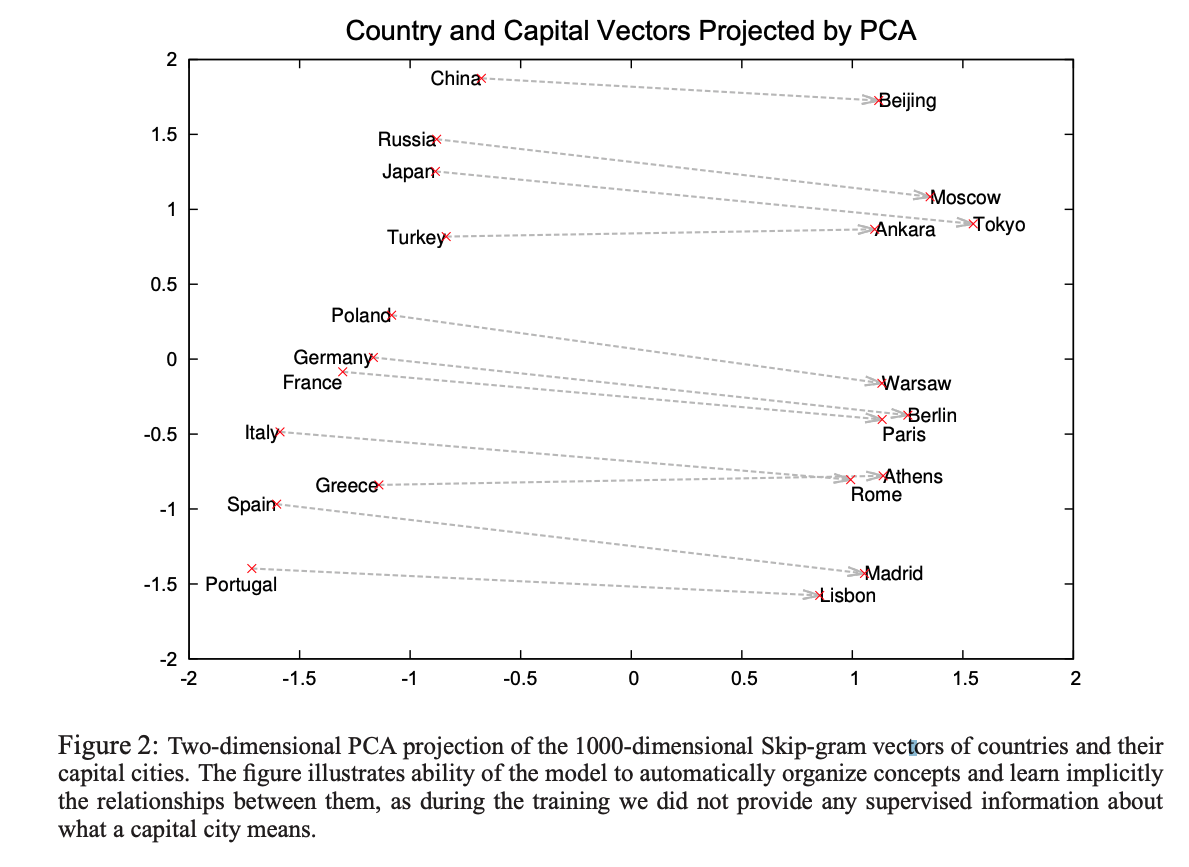 Country and Capital Vectors Projected by PCA
2
China
Beijing
1.5
Russia
Japan
Moscow
1
Tokyo
Turkey
Ankara
0.5
Poland
Germany
0
France
Warsaw
Berlin
Paris
-0.5
Italy
Athens
Greece
Rome
Spain
-1
Madrid
-1.5
Portugal
Lisbon
-2
-2 -1.5 -1 -0.5 0 0.5 1 1.5 2
Figure 2: Two-dimensional PCA projection of the 1000-dimensional Skip-gram vectors of countries and their
capital cities. The figure illustrates ability of the model to automatically organize concepts and learn implicitly
the relationships between them, as during the training we did not provide any supervised information about
what a capital city means.